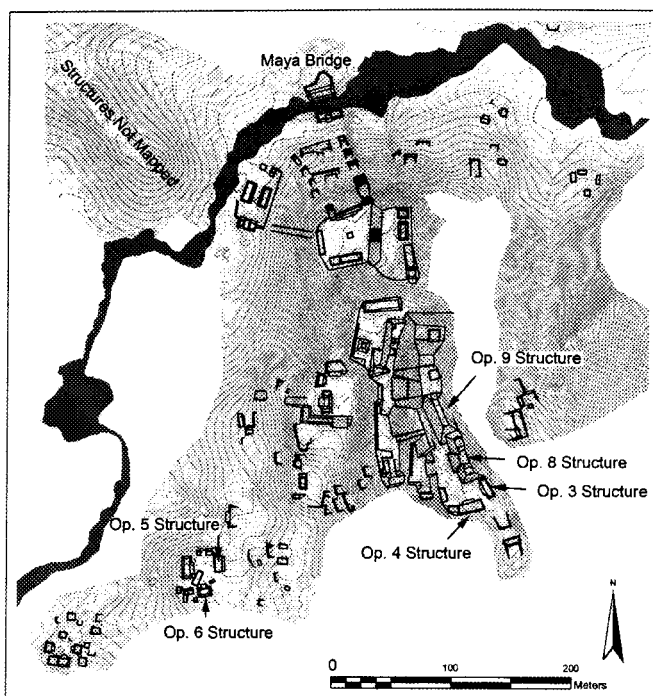 Maya Bridge
Structures Not Mapped
Op. 9 Structure
Op. 8 Structure
Op. 3 Structure
Op. 5 Structure
Op. 4 Structure
Op. 6 Structure
N
0 100 200
Meters